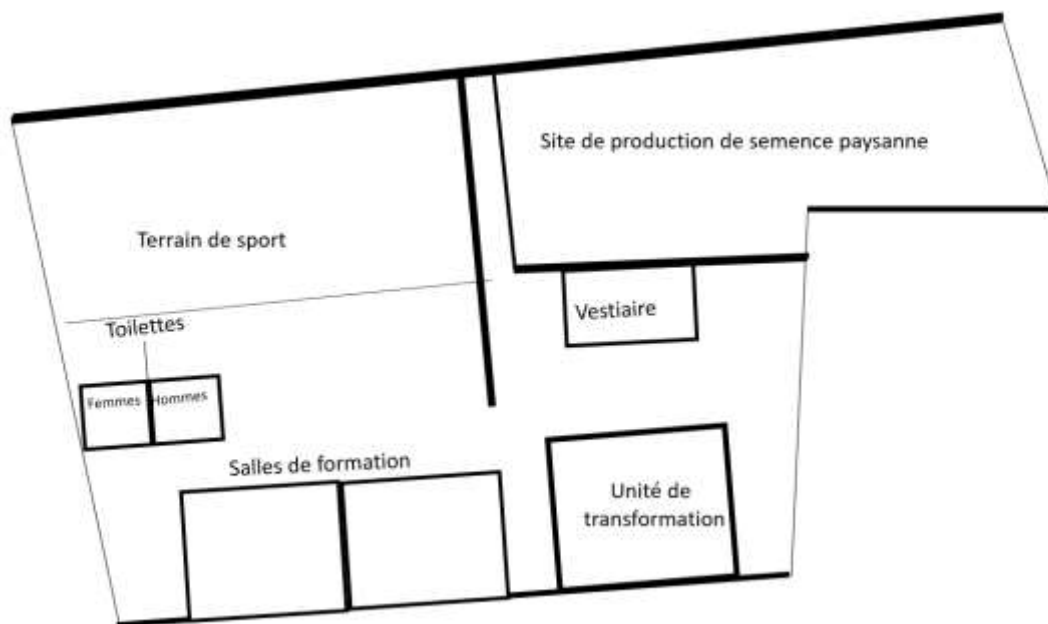 Site de production de semence paysanne
Terrain de sport
Vestiaire
Toilettes
Femmes
Hommes
Salles de formation
Unité de
transformation